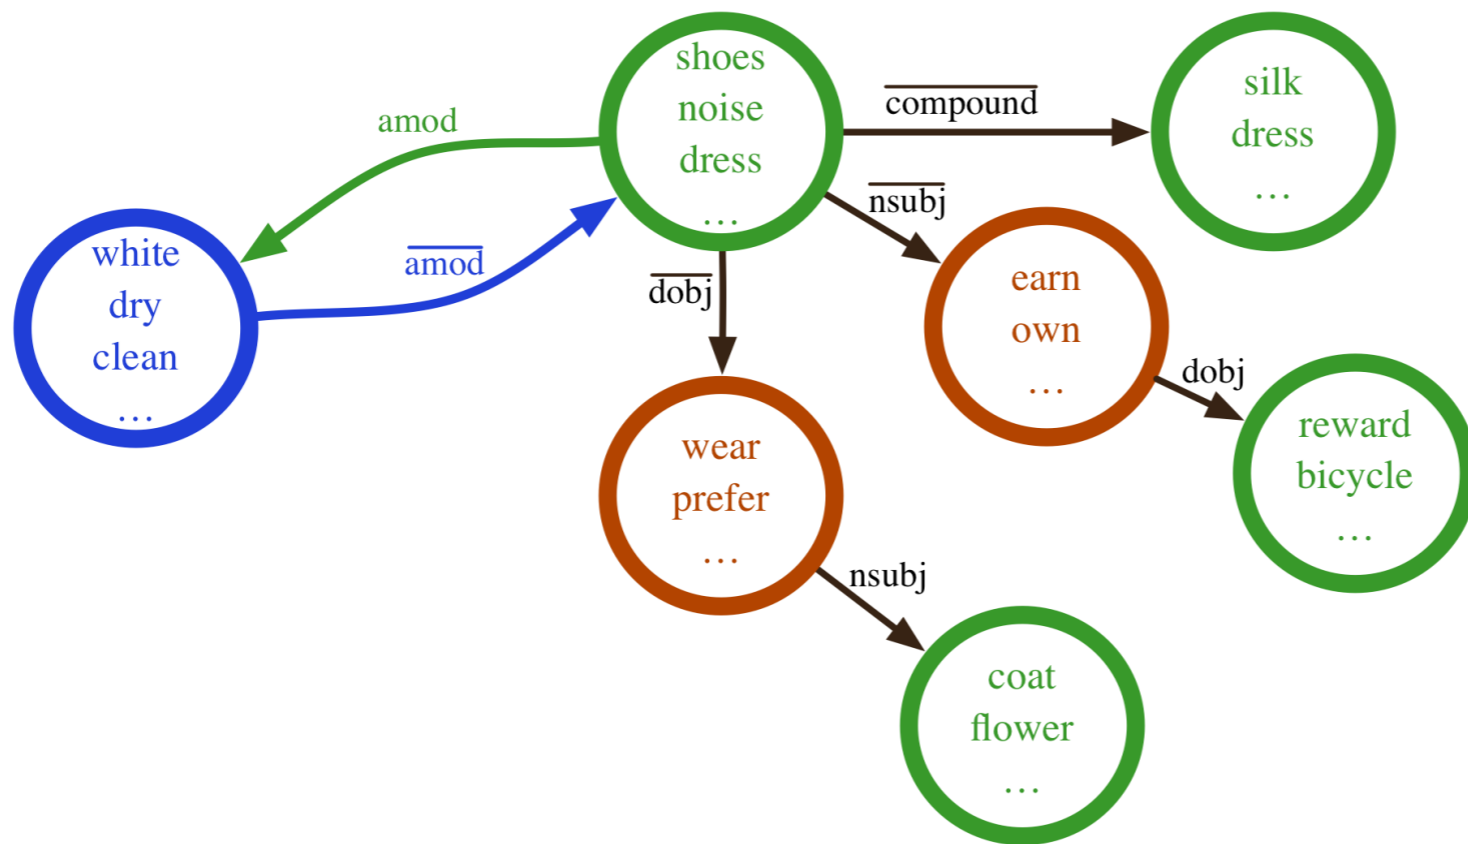 shoes
noise
dress
...
compound
silk
dress
...
amod
nsubj
white
dry
clean
...
amod
dobj
earn
own
...
dobj
reward
bicycle
...
wear
prefer
...
nsubj
coat
flower
...